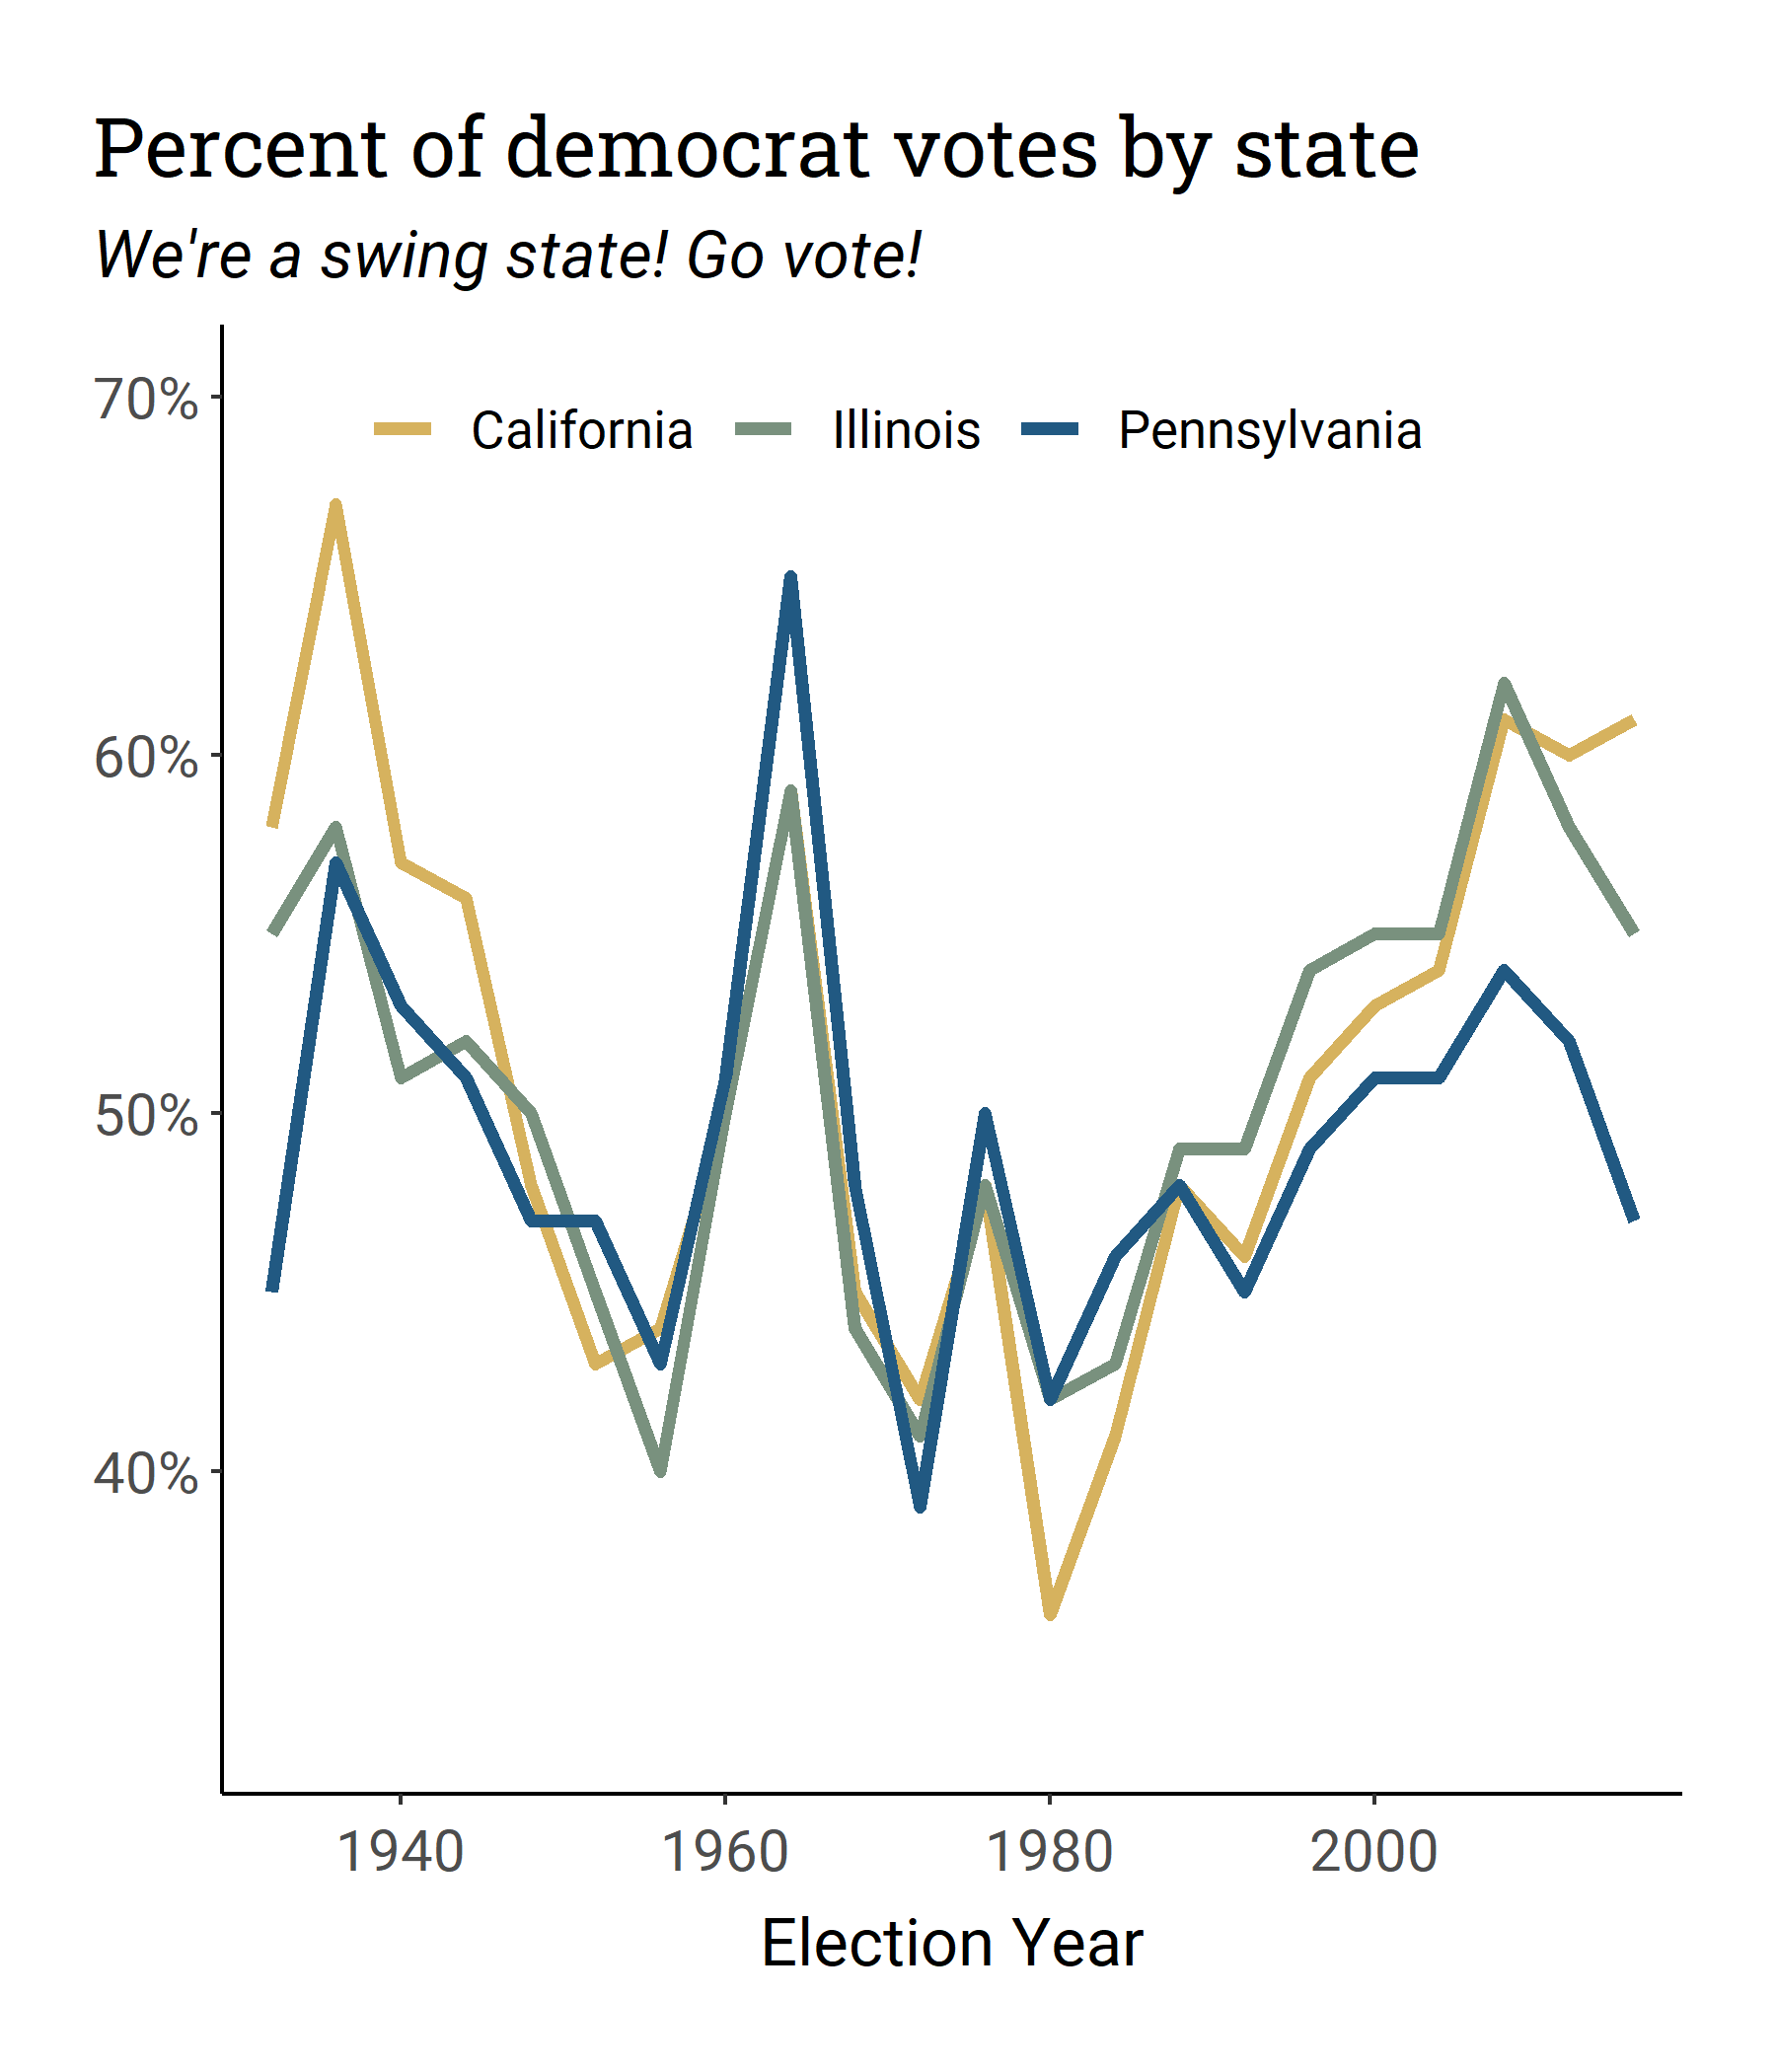 Percent of democrat votes by state
We're a swing state! Go vote!
70%
California Illinois Pennsylvania
60%
50%
40%
1940 1960 1980 2000
Election Year